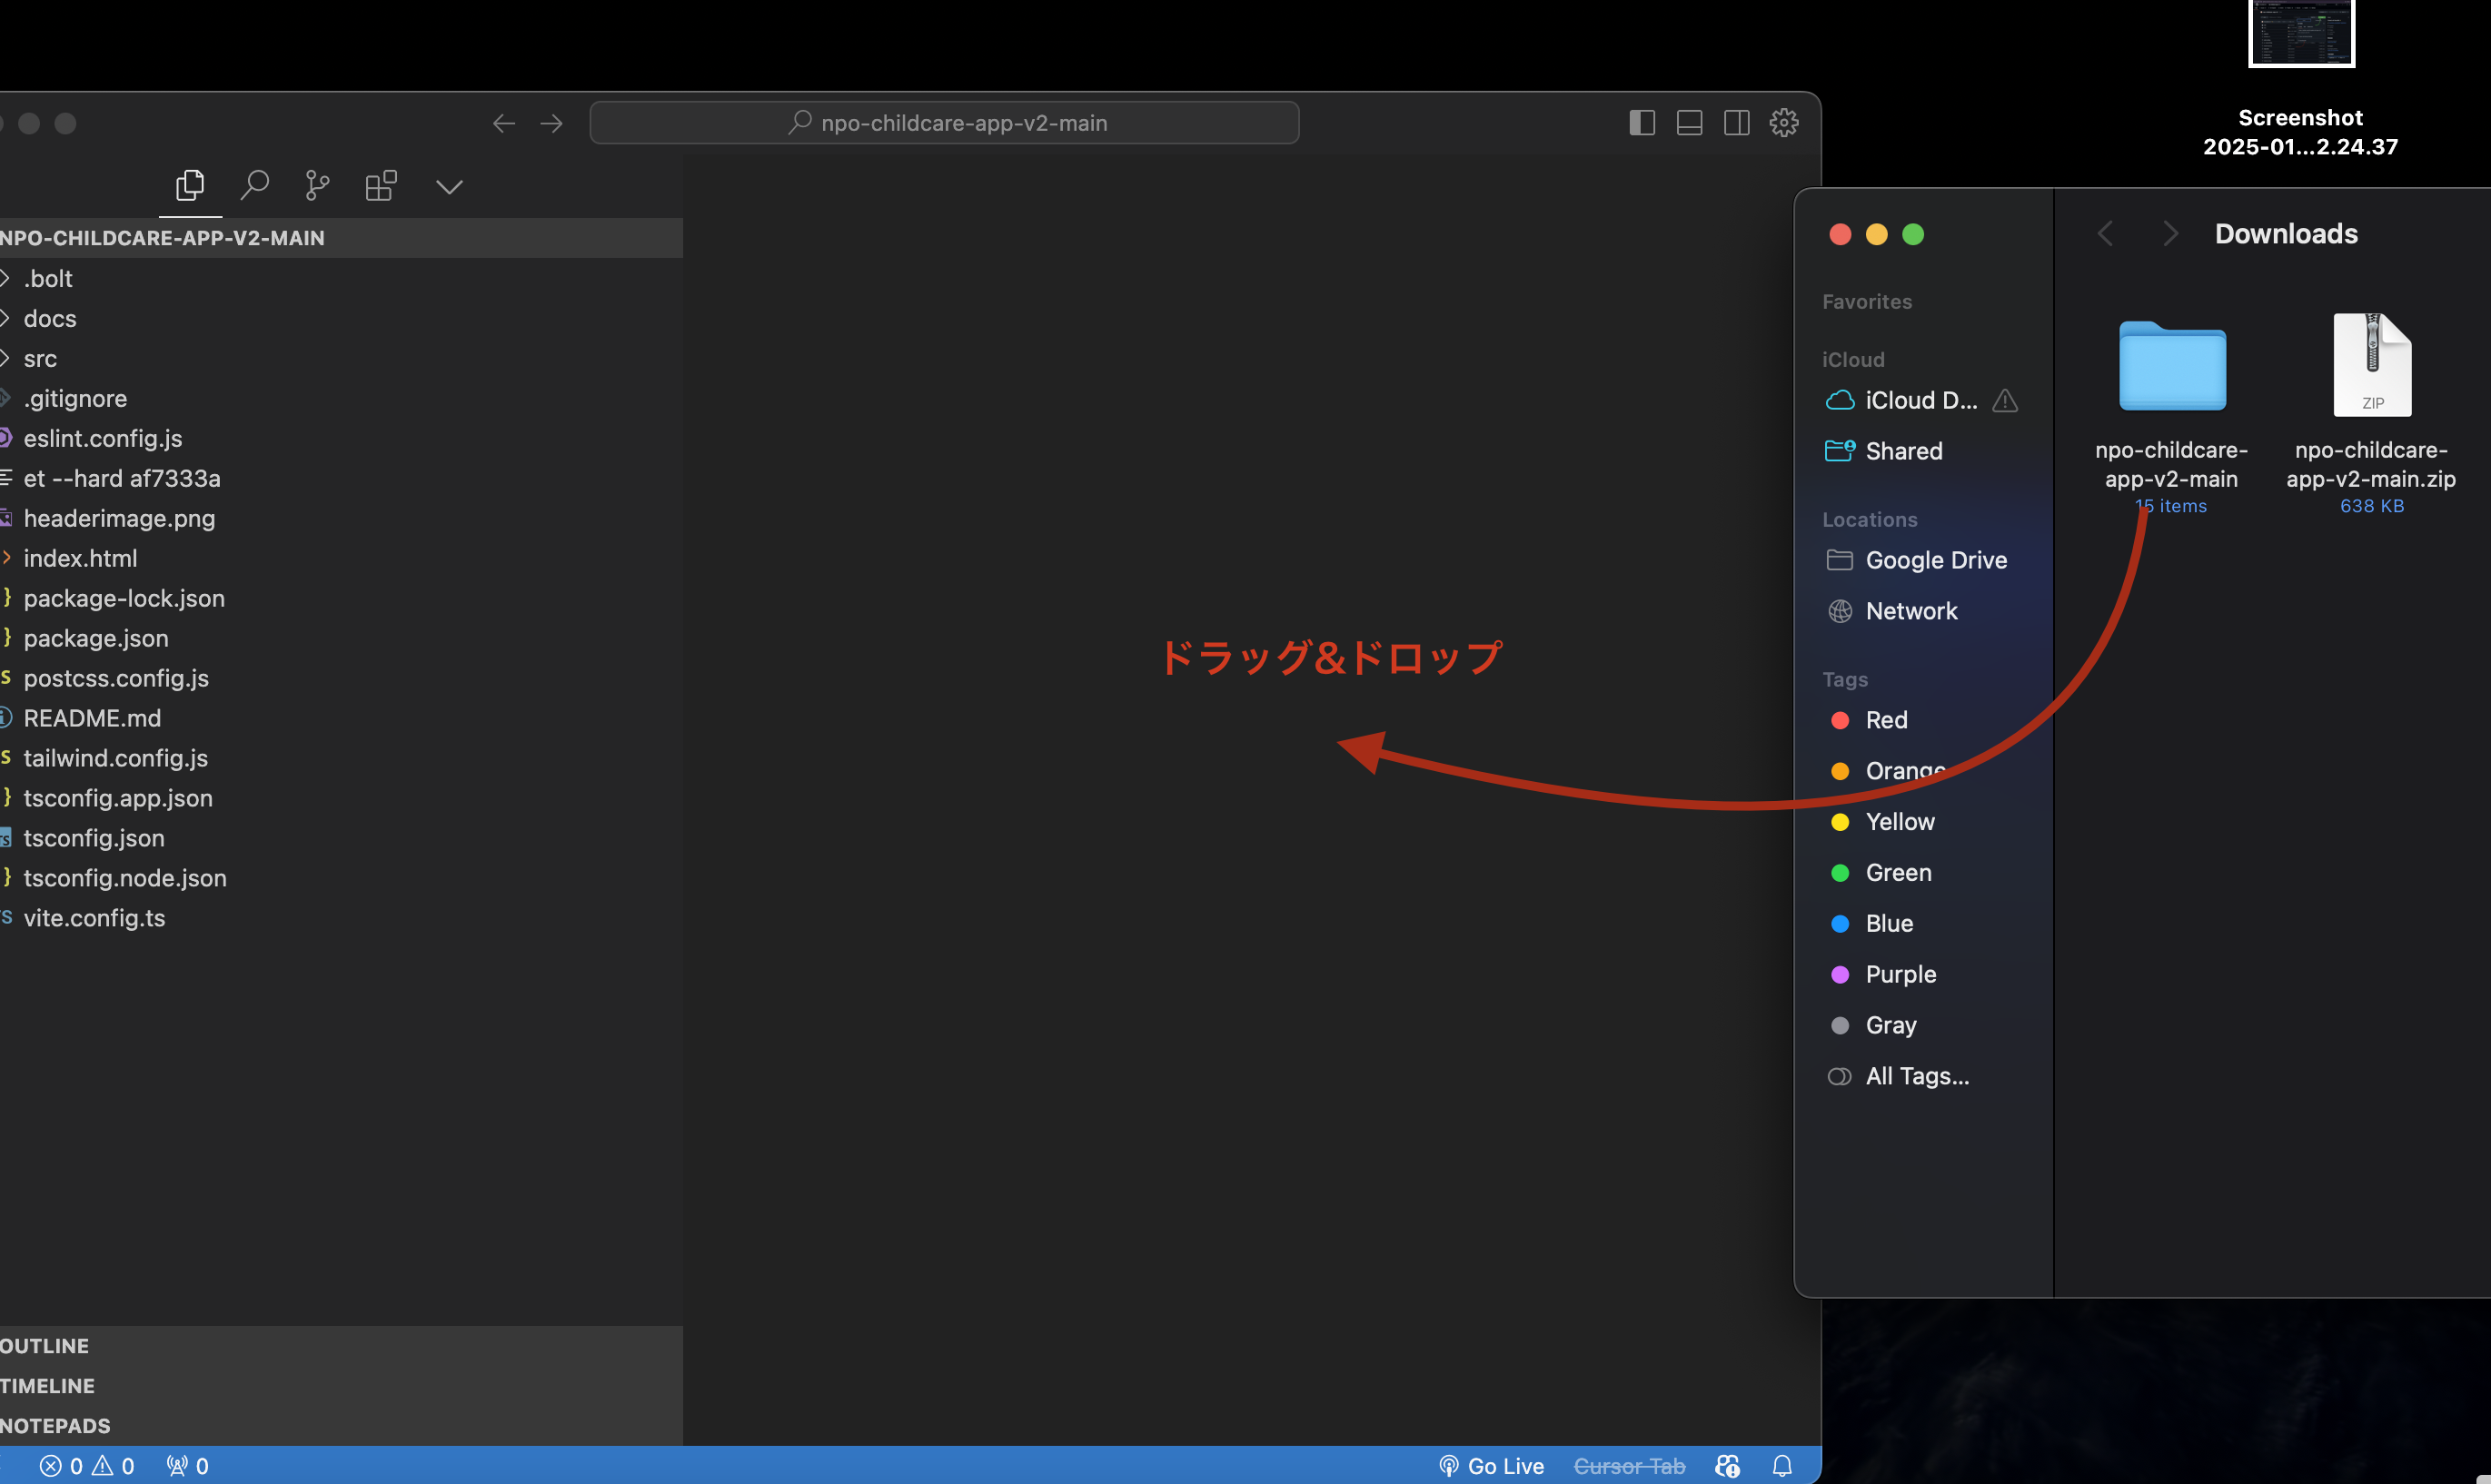 Screenshot
2025-01...2.24.37
npo-childcare-app-v2-main
NPO-CHILDCARE-APP-V2-MAIN
.bolt
docs
src
.gitignore
eslint.config.js
et --hard af7333a
headerimage.png
index.html
package-lock.json
package.json
postcss.config.js
README.md
tailwind.config.js
tsconfig.app.json
tsconfig.json
tsconfig.node.json
vite.config.ts
OUTLINE
TIMELINE
NOTEPADS
0 0 0
Go Live Cursor Tab
ドラッグ&ドロップ
Downloads
Favorites
iCloud
iCloud D...
Shared
Locations
Google Drive
Network
Tags
Red
Orange
Yellow
Green
Blue
Purple
Gray
All Tags...
npo-childcare-
app-v2-main
15 items
ZIP
npo-childcare-
app-v2-main.zip
638 KB